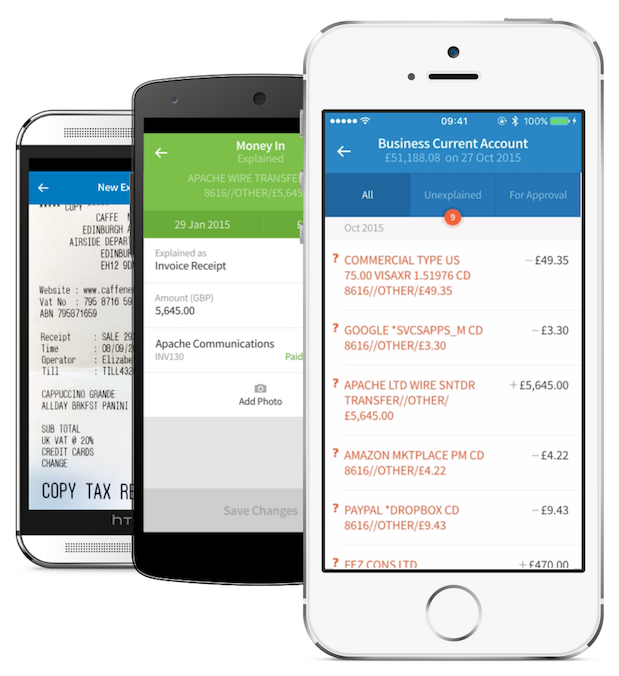 New Ex
COPY
CAFFE
EDINBURGH A
AIRSIDE DEPAR
EDINBU
EH12 9D
Website : www.caffene
Vat No : 795 8716 59
ABN 795871659
Receipt : SALE 29
Time : 08/09/2
Operator : Elizabe
Till : TILL432
CAPPUCCINO GRANDE
ALLDAY BRKFST PANINI
SUB TOTAL
UK VAT @ 20%
CREDIT CARDS
CHANGE
COPY TAX RE
Money In
Explained
APACHE WIRE TRANSFE
8616//OTHER/£5,645
29 Jan 2015
Explained as
Invoice Receipt
Amount (GBP)
5,645.00
Apache Communications
INV130 Paid
Add Photo
Save Changes
09:41 100%
Business Current Account
£51,188.08 on 27 Oct 2015
All Unexplained For Approval
9
Oct 2015
? COMMERCIAL TYPE US −£49.35
75.00 VISAXR 1.51976 CD
8616//OTHER/£49.35
? GOOGLE *SVCSAPPS_M CD −£3.30
8616//OTHER/£3.30
? APACHE LTD WIRE SNTDR +£5,645.00
TRANSFER//OTHER/
£5,645.00
? AMAZON MKTPLACE PM CD −£4.22
8616//OTHER/£4.22
? PAYPAL *DROPBOX CD −£9.43
8616//OTHER/£9.43
? FEZ CONS LTD +£470.00